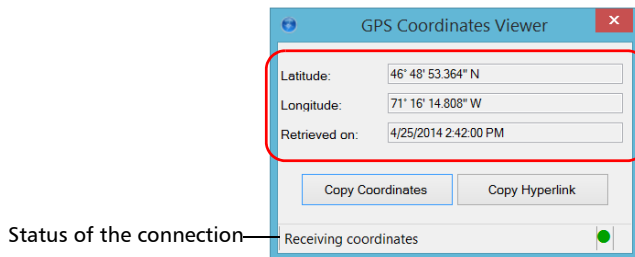 GPS Coordinates Viewer
Latitude: 46° 48' 53.364" N
Longitude: 71° 16' 14.808" W
Retrieved on: 4/25/2014 2:42:00 PM
Copy Coordinates Copy Hyperlink
Status of the connection Receiving coordinates